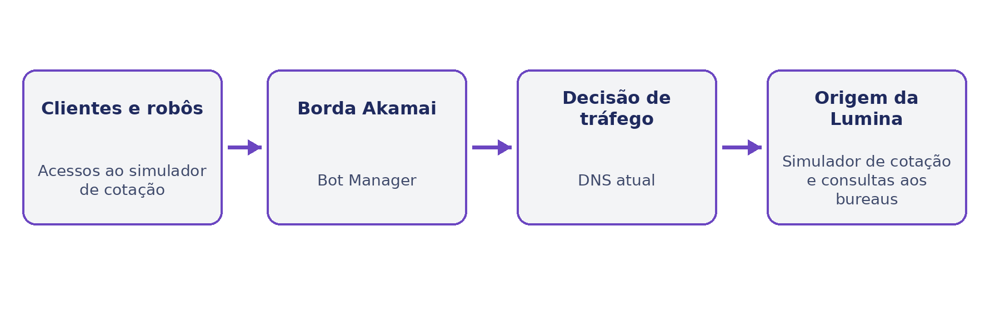 Clientes e robôs
Acessos ao simulador
de cotação
Borda Akamai
Bot Manager
Decisão de
tráfego
DNS atual
Origem da
Lumina
Simulador de cotação
e consultas aos
bureaus